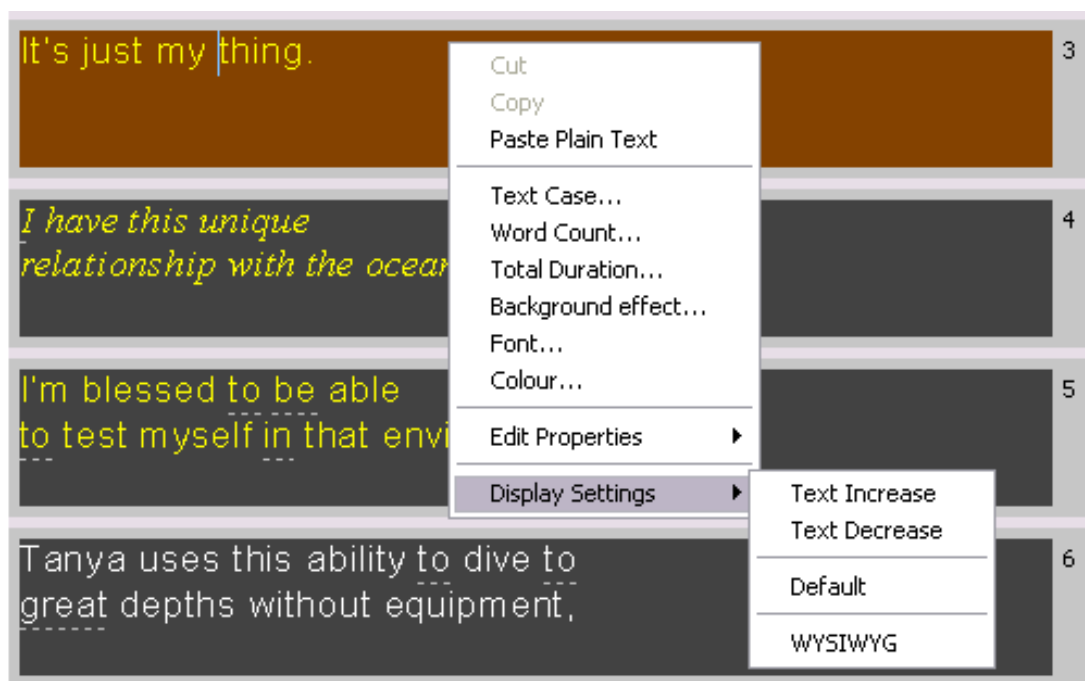 It's just my thing.
3
I have this unique
relationship with the ocean
4
I'm blessed to be able
to test myself in that envi
5
Tanya uses this ability to dive to
great depths without equipment,
6
Cut
Copy
Paste Plain Text
Text Case...
Word Count...
Total Duration...
Background effect...
Font...
Colour...
Edit Properties
Display Settings
Text Increase
Text Decrease
Default
WYSIWYG